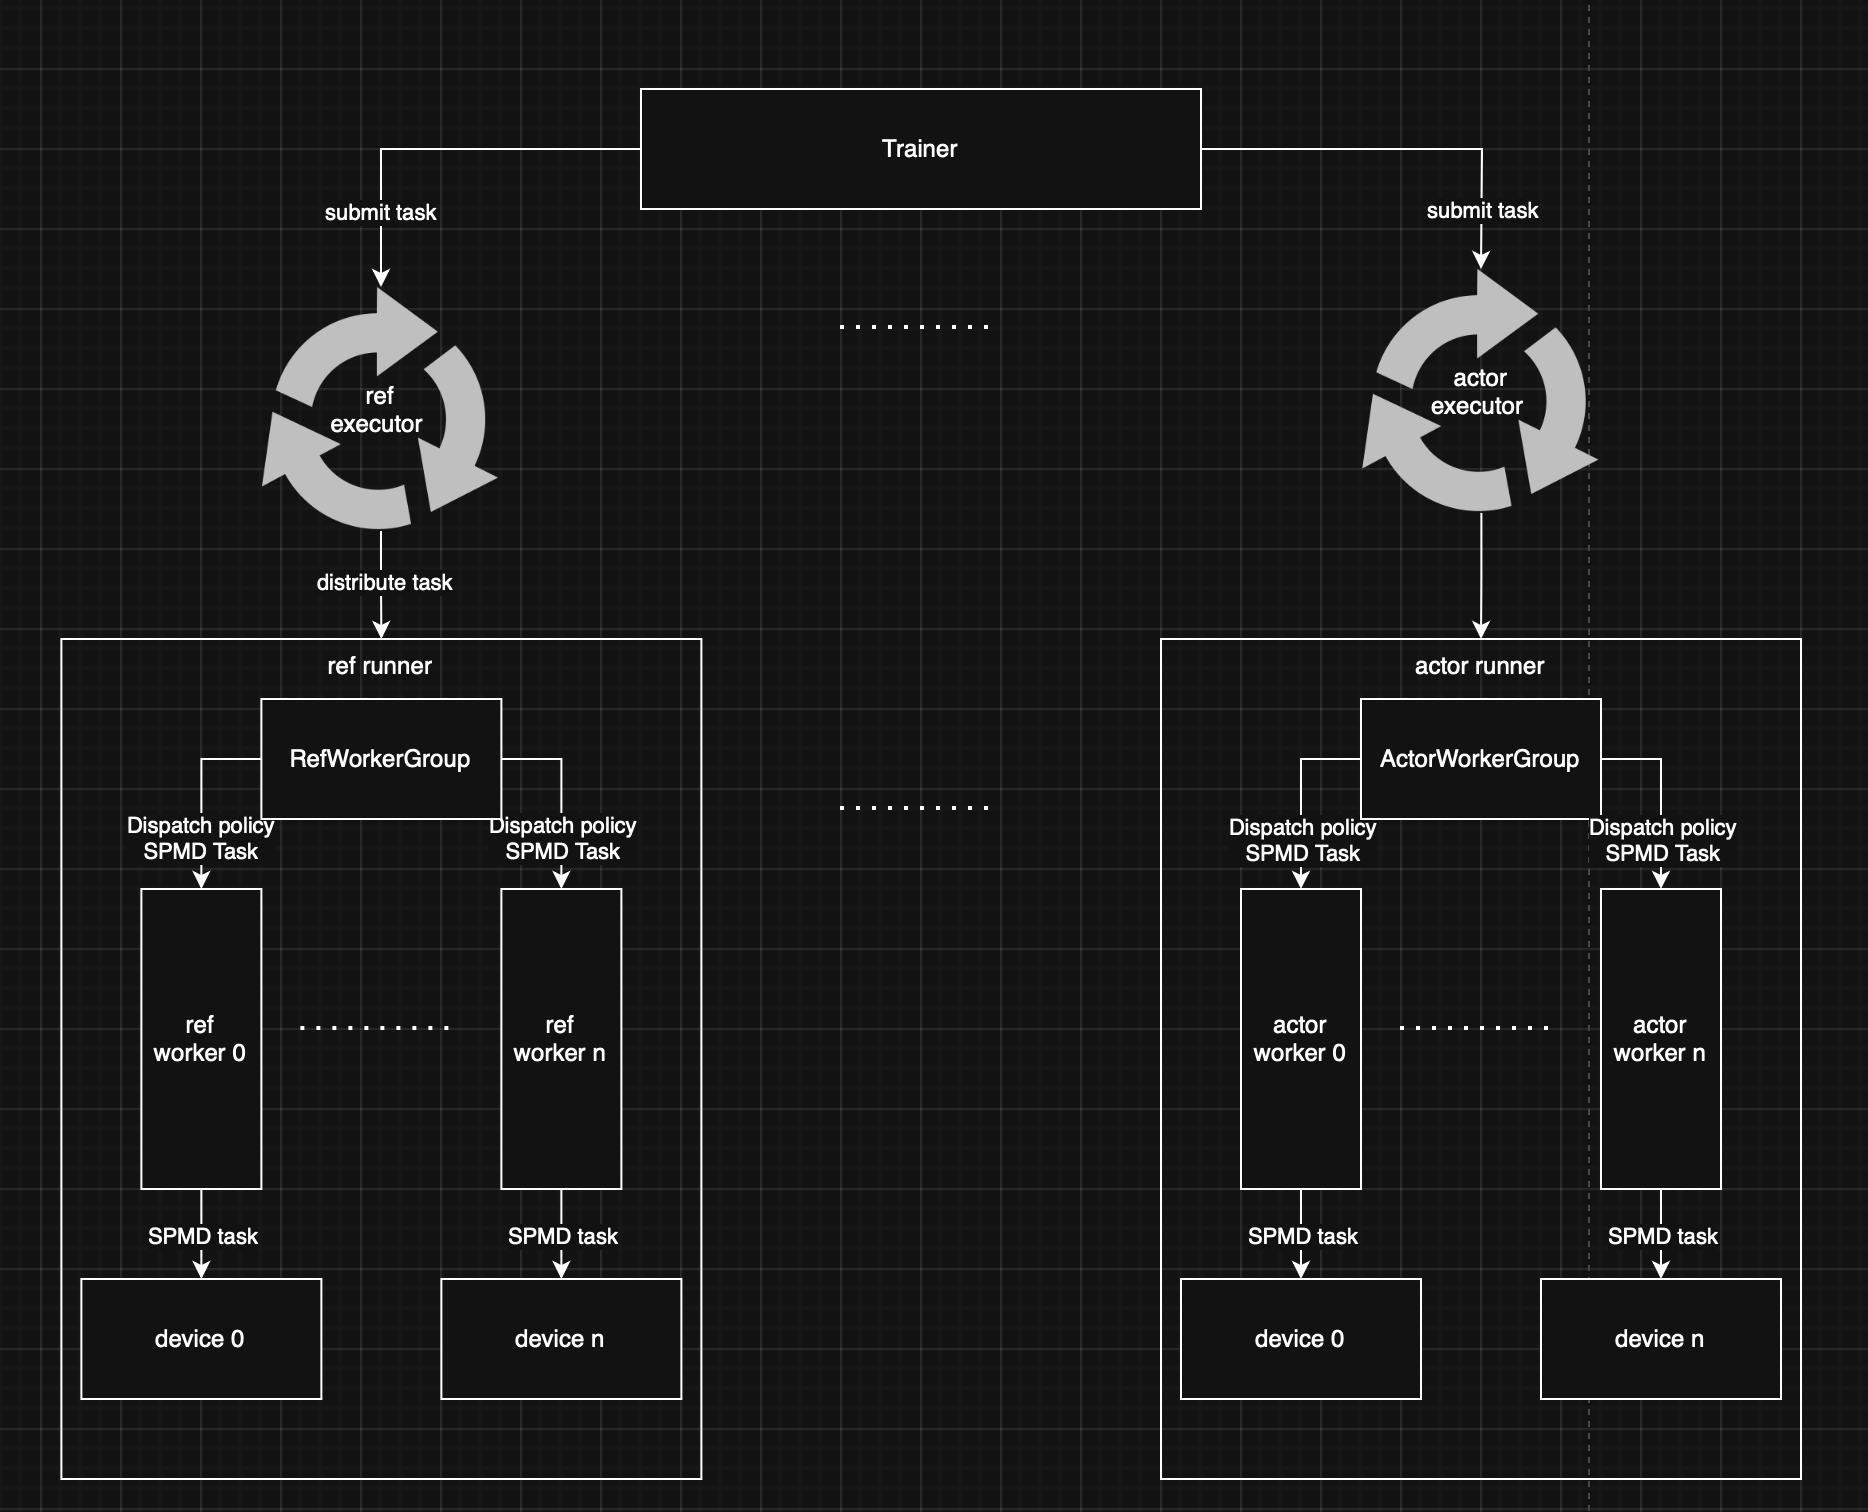 Trainer
submit task
submit task
ref
executor
actor
executor
distribute task
ref runner
actor runner
RefWorkerGroup
ActorWorkerGroup
Dispatch policy
SPMD Task
Dispatch policy
SPMD Task
Dispatch policy
SPMD Task
Dispatch policy
SPMD Task
ref
worker 0
ref
worker n
actor
worker 0
actor
worker n
SPMD task
SPMD task
SPMD task
SPMD task
device 0
device n
device 0
device n